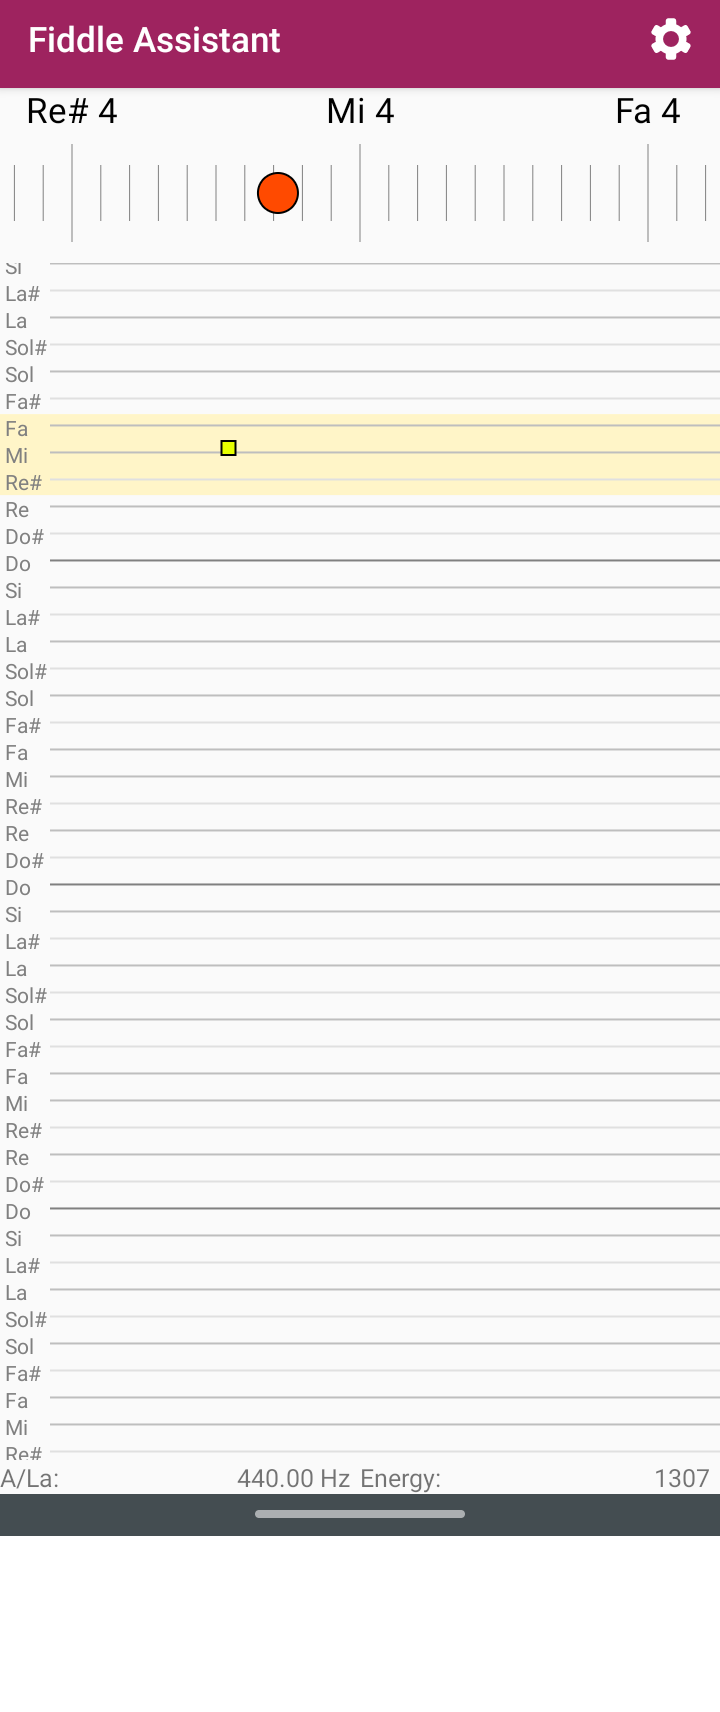 Fiddle Assistant
Re# 4 Mi 4 Fa 4
Si
La#
La
Sol#
Sol
Fa#
Fa
Mi
Re#
Re
Do#
Do
Si
La#
La
Sol#
Sol
Fa#
Fa
Mi
Re#
Re
Do#
Do
Si
La#
La
Sol#
Sol
Fa#
Fa
Mi
Re#
Re
Do#
Do
Si
La#
La
Sol#
Sol
Fa#
Fa
Mi
Re#
A/La: 440.00 Hz Energy: 1307